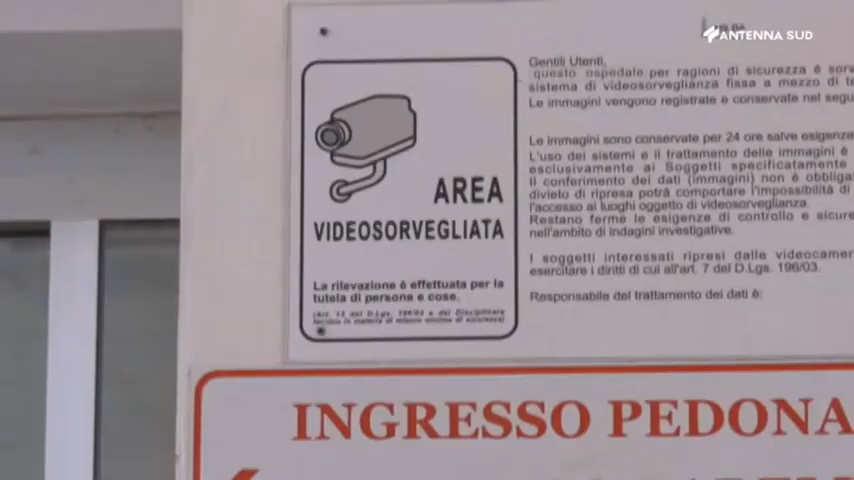 ANTENNA SUD
Gentili Utenti,
questo ospedale per ragioni di sicurezza è
sistema di videosorveglianza fissa a mezzo di
Le immagini vengono registrate e conservate nel
Le immagini sono conservate per 24 ore salve esigenze
L'uso dei sistemi e il trattamento delle immagini è
esclusivamente ai Soggetti specificatamente
Il conferimento dei dati (immagini) non è
divieto di ripresa potrà comportare l'impossibilità di
l'accesso ai luoghi oggetto di videosorveglianza.
Restano ferme le esigenze di controllo e
nell'ambito di indagini investigative.
I soggetti interessati ripresi dalle
esercitare i diritti di cui all'art. 7 del D.Lgs. 196/03.
Responsabile del trattamento dei dati è:
AREA
VIDEOSORVEGLIATA
La rilevazione è effettuata per la
tutela di persone e cose.
INGRESSO PEDONA